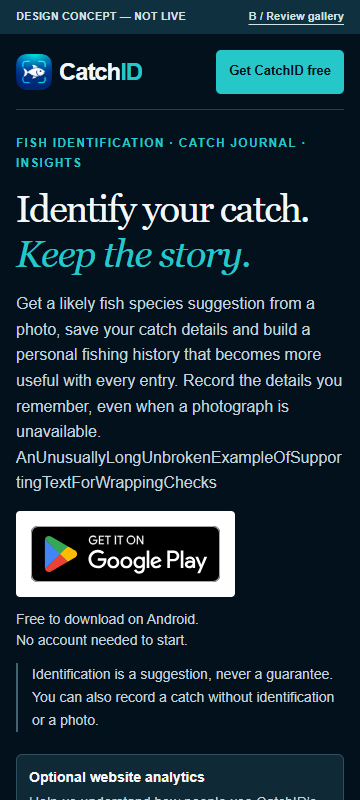 DESIGN CONCEPT — NOT LIVE
B / Review gallery
CatchID
Get CatchID free
FISH IDENTIFICATION · CATCH JOURNAL ·
INSIGHTS
Identify your catch.
Keep the story.
Get a likely fish species suggestion from a
photo, save your catch details and build a
personal fishing history that becomes more
useful with every entry. Record the details you
remember, even when a photograph is
unavailable.
AnUnusuallyLongUnbrokenExampleOfSuppor
tingTextForWrappingChecks
GET IT ON
Google Play
Free to download on Android.
No account needed to start.
Identification is a suggestion, never a guarantee.
You can also record a catch without identification
or a photo.
Optional website analytics